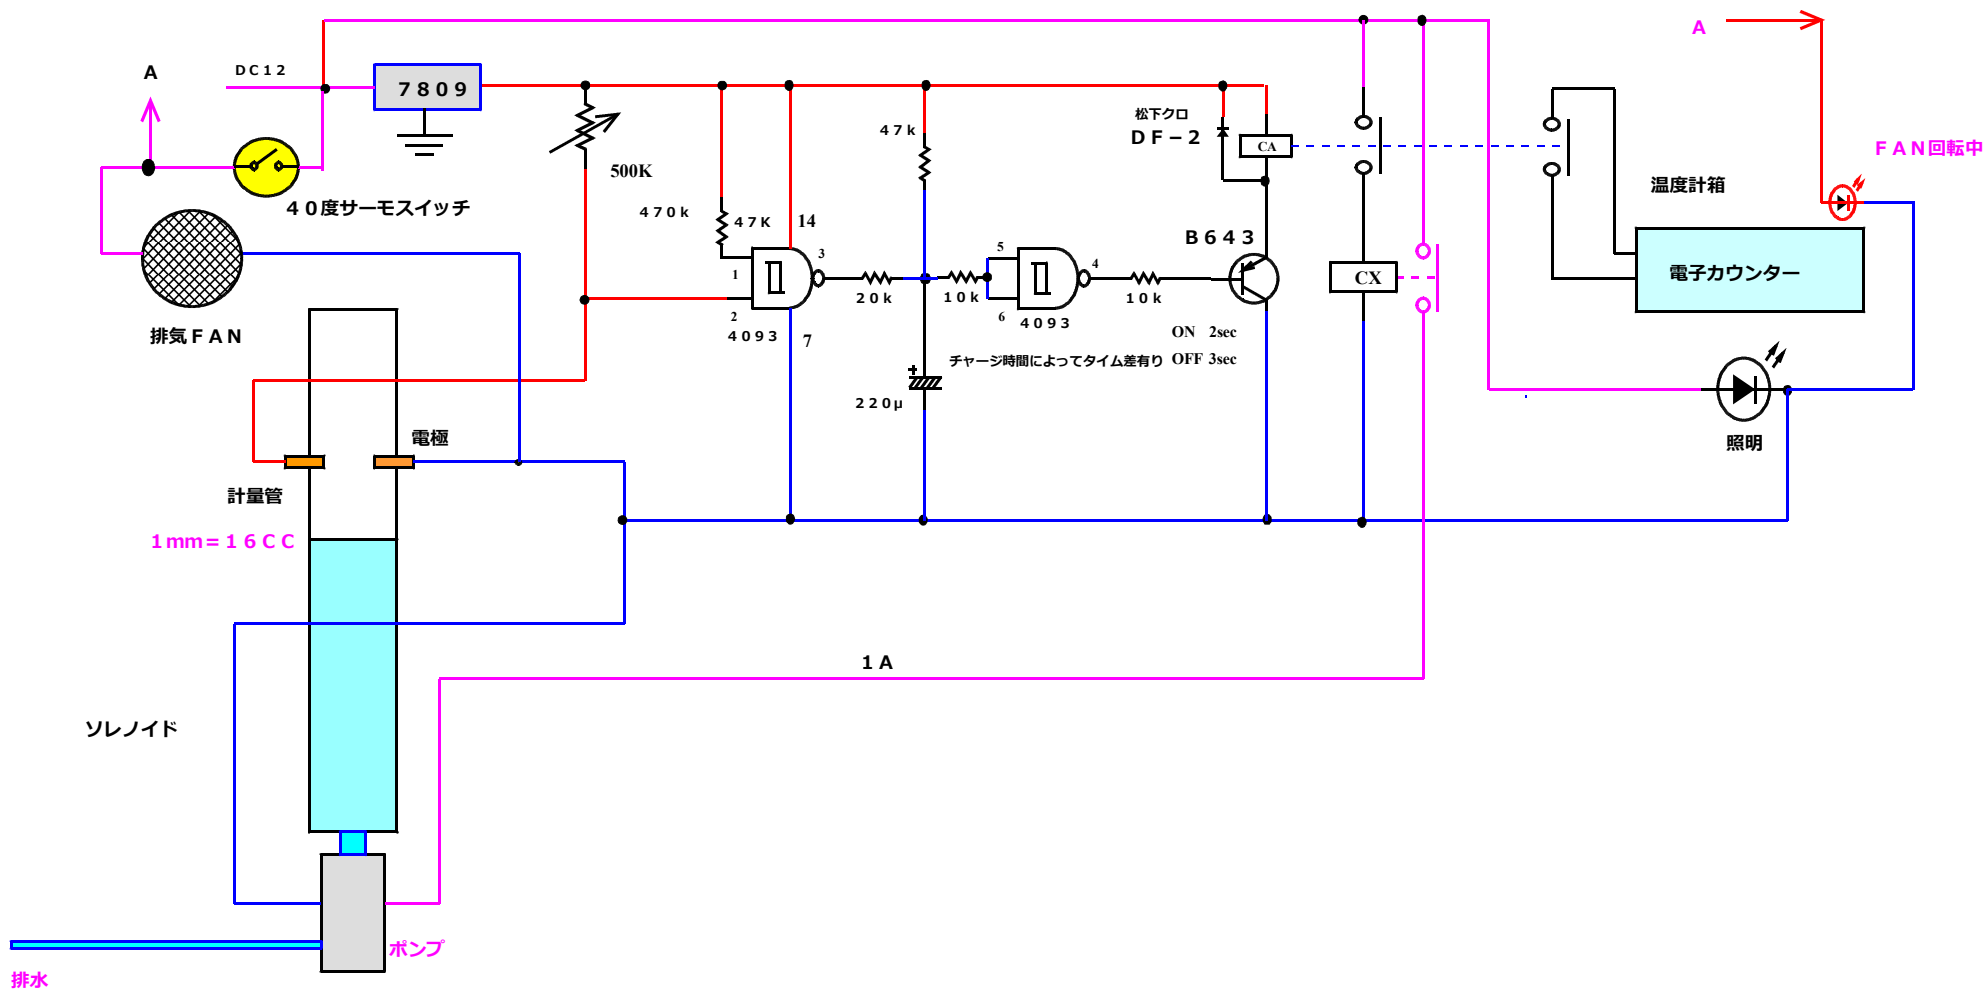 A
A
DC12
7809
松下クロ
DF－2
47k
FAN回転中
500K
温度計箱
40度サーモスイッチ
470k
47K
14
B643
3
5
4
1
電子カウンター
CA
CX
20k
10k
10k
2
6
4093
4093
7
ON 2sec
排気FAN
チャージ時間によってタイム差有り OFF 3sec
220μ
+
電極
照明
計量管
1mm=16CC
1A
ソレノイド
ポンプ
排水